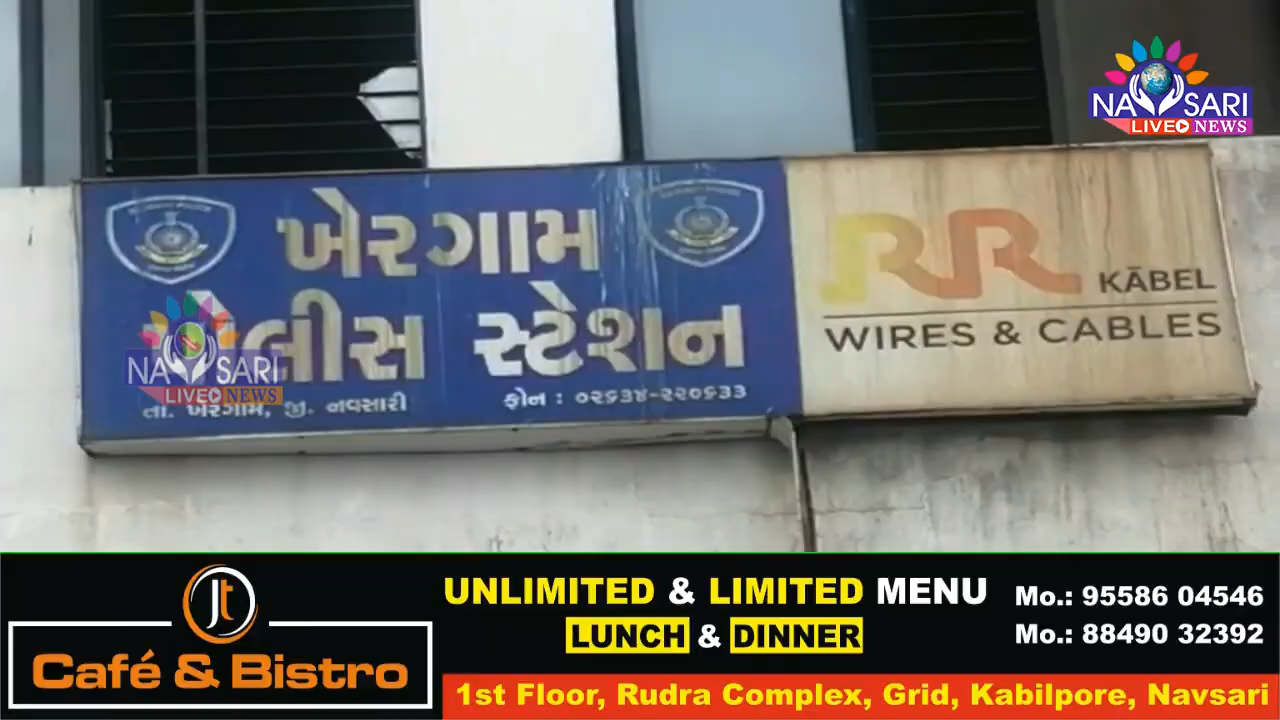 NAVSARI
LIVE NEWS
ખેરગામ
પોલીસ સ્ટેશન
તા. ખેરગામ, જી. નવસારી
ફોન : ૦૨૬૩૪-૨૨૦૬૩૩
RR KĀBEL
WIRES & CABLES
NAVSARI
LIVE NEWS
Jt
Café & Bistro
UNLIMITED & LIMITED MENU
LUNCH & DINNER
Mo.: 95586 04546
Mo.: 88490 32392
1st Floor, Rudra Complex, Grid, Kabilpore, Navsari